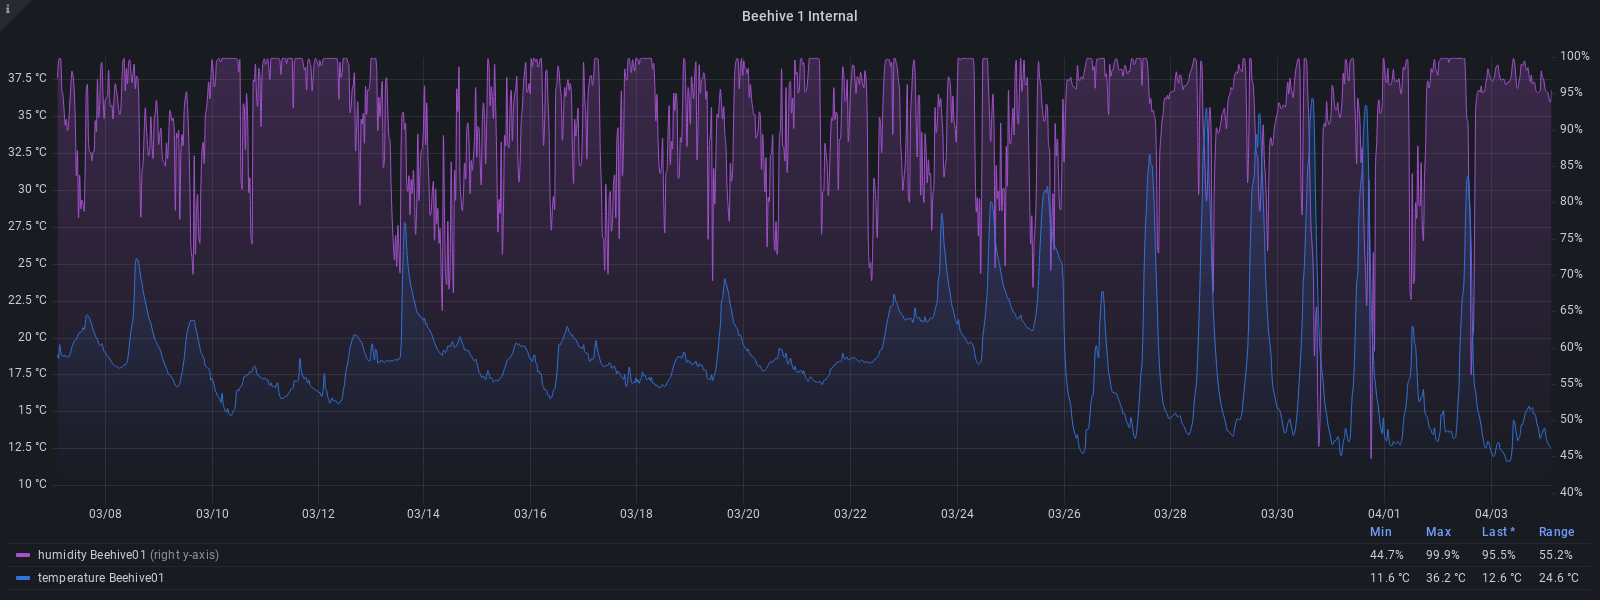 i
Beehive 1 Internal
37.5 °C
35 °C
32.5 °C
30 °C
27.5 °C
25 °C
22.5 °C
20 °C
17.5 °C
15 °C
12.5 °C
10 °C
100%
95%
90%
85%
80%
75%
70%
65%
60%
55%
50%
45%
40%
03/08 03/10 03/12 03/14 03/16 03/18 03/20 03/22 03/24 03/26 03/28 03/30 04/01 04/03
Min Max Last * Range
humidity Beehive01 (right y-axis) 44.7% 99.9% 95.5% 55.2%
temperature Beehive01 11.6 °C 36.2 °C 12.6 °C 24.6 °C